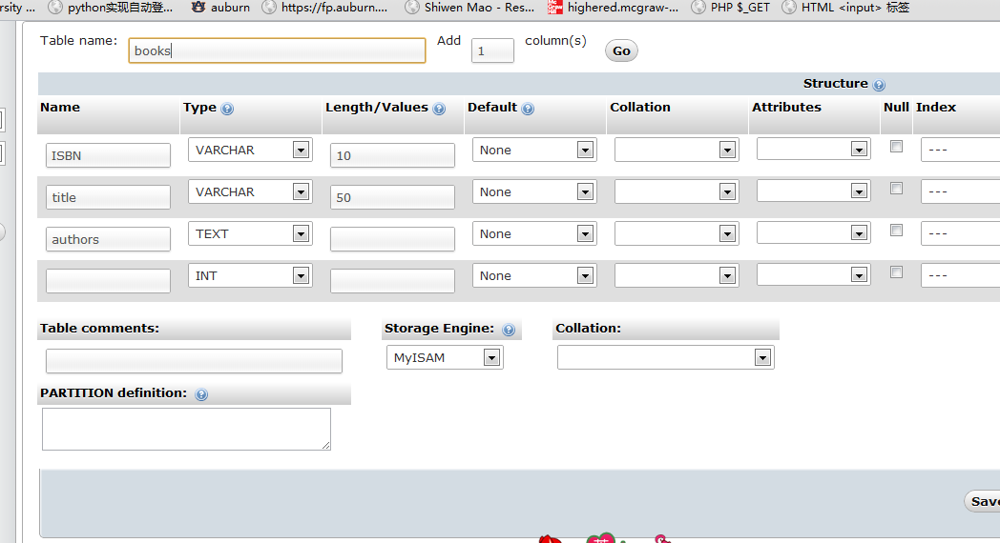 rsity ... python实现自动登... auburn https://fp.auburn.... Shiwen Mao - Res... highered.mcgraw-... PHP $_GET HTML <input> 标签
Table name: books Add 1 column(s) Go
Structure
Name Type Length/Values Default Collation Attributes Null Index
ISBN VARCHAR 10 None ---
title VARCHAR 50 None ---
authors TEXT None ---
INT None ---
Table comments: Storage Engine: Collation:
MyISAM
PARTITION definition:
Save